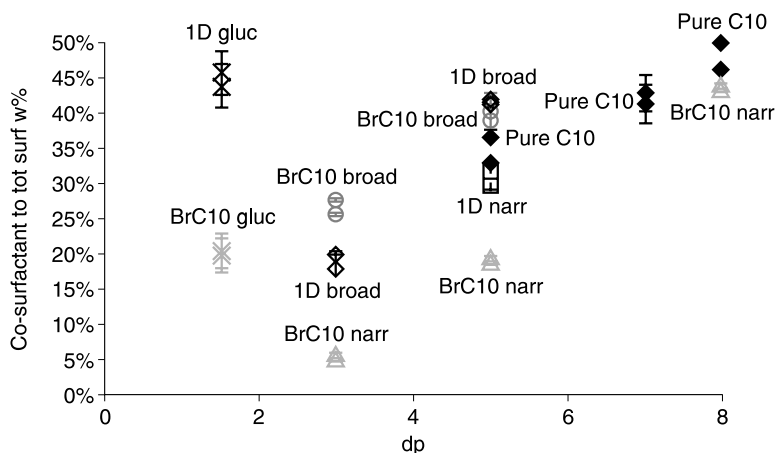 Pure C10
1D gluc
50%
45%
1D broad
Pure C10
BrC10 narr
40%
BrC10 broad
Pure C10
35%
30%
BrC10 broad
1D narr
25%
BrC10 gluc
20%
1D broad
BrC10 narr
15%
10%
BrC10 narr
5%
0%
0
2
4
6
8
dp
Co-surfactant to tot surf w%